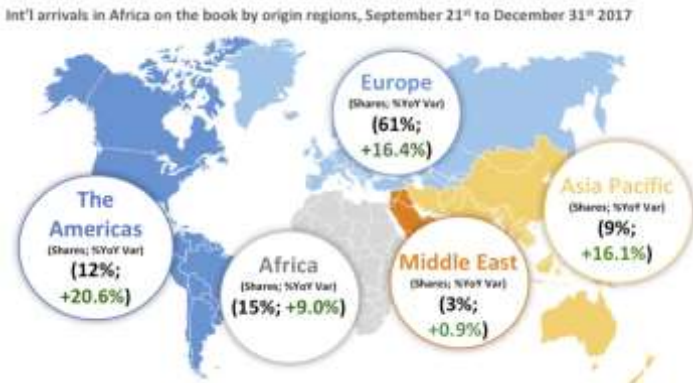 Int'l arrivals in Africa on the book by origin regions, September 21st to December 31st 2017
Europe
(Shares; %YoY Var)
(61%;
+16.4%)
Asia Pacific
(Shares; %YoY Var)
(9%;
+16.1%)
The
Americas
(Shares; %YoY Var)
(12%;
+20.6%)
Africa
(Shares; %YoY Var)
(15%; +9.0%)
Middle East
(Shares; %YoY Var)
(3%;
+0.9%)